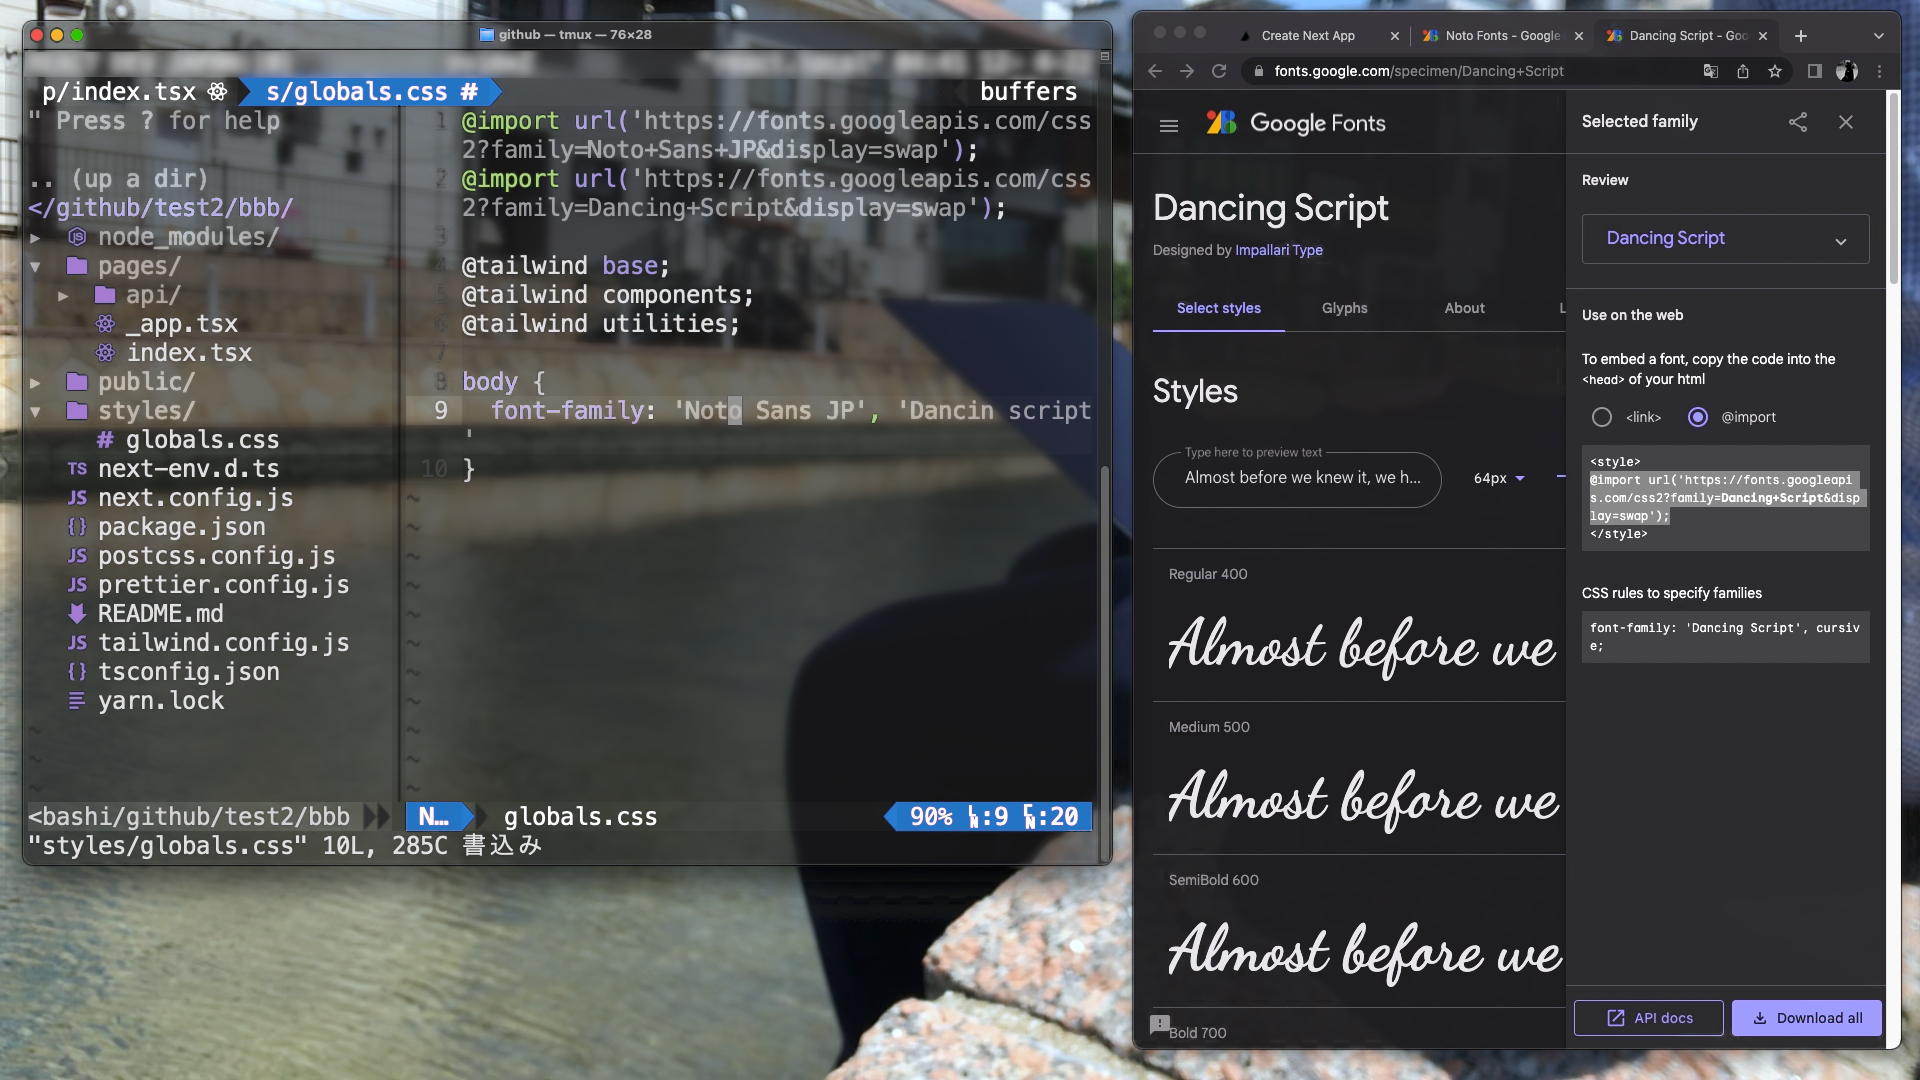 github — tmux — 76×28
p/index.tsx s/globals.css # buffers
" Press ? for help
.. (up a dir)
</github/test2/bbb/
▸ node_modules/
▾ pages/
▸ api/
_app.tsx
index.tsx
▸ public/
▾ styles/
# globals.css
TS next-env.d.ts
JS next.config.js
{} package.json
JS postcss.config.js
JS prettier.config.js
README.md
JS tailwind.config.js
{} tsconfig.json
yarn.lock
~
~
~
<bashi/github/test2/bbb
1 @import url('https://fonts.googleapis.com/css
2?family=Noto+Sans+JP&display=swap');
2 @import url('https://fonts.googleapis.com/css
2?family=Dancing+Script&display=swap');
3
4 @tailwind base;
5 @tailwind components;
6 @tailwind utilities;
7
8 body {
9 font-family: 'Noto Sans JP', 'Dancin script
'
10 }
~
~
~
~
~
~
~
~
~
~
~
N… globals.css 90% ㏑:9 ℅:20
"styles/globals.css" 10L, 285C 書込み
Create Next App
Noto Fonts - Google
Dancing Script - Goo
fonts.google.com/specimen/Dancing+Script
Google Fonts
Dancing Script
Designed by Impallari Type
Select styles Glyphs About L
Styles
Type here to preview text
Almost before we knew it, we h...
64px
Regular 400
Almost before we
Medium 500
Almost before we
SemiBold 600
Almost before we
Bold 700
Selected family
Review
Dancing Script
Use on the web
To embed a font, copy the code into the
<head> of your html
<link> @import
<style>
@import url('https://fonts.googleapi
s.com/css2?family=Dancing+Script&disp
lay=swap');
</style>
CSS rules to specify families
font-family: 'Dancing Script', cursiv
e;
API docs
Download all